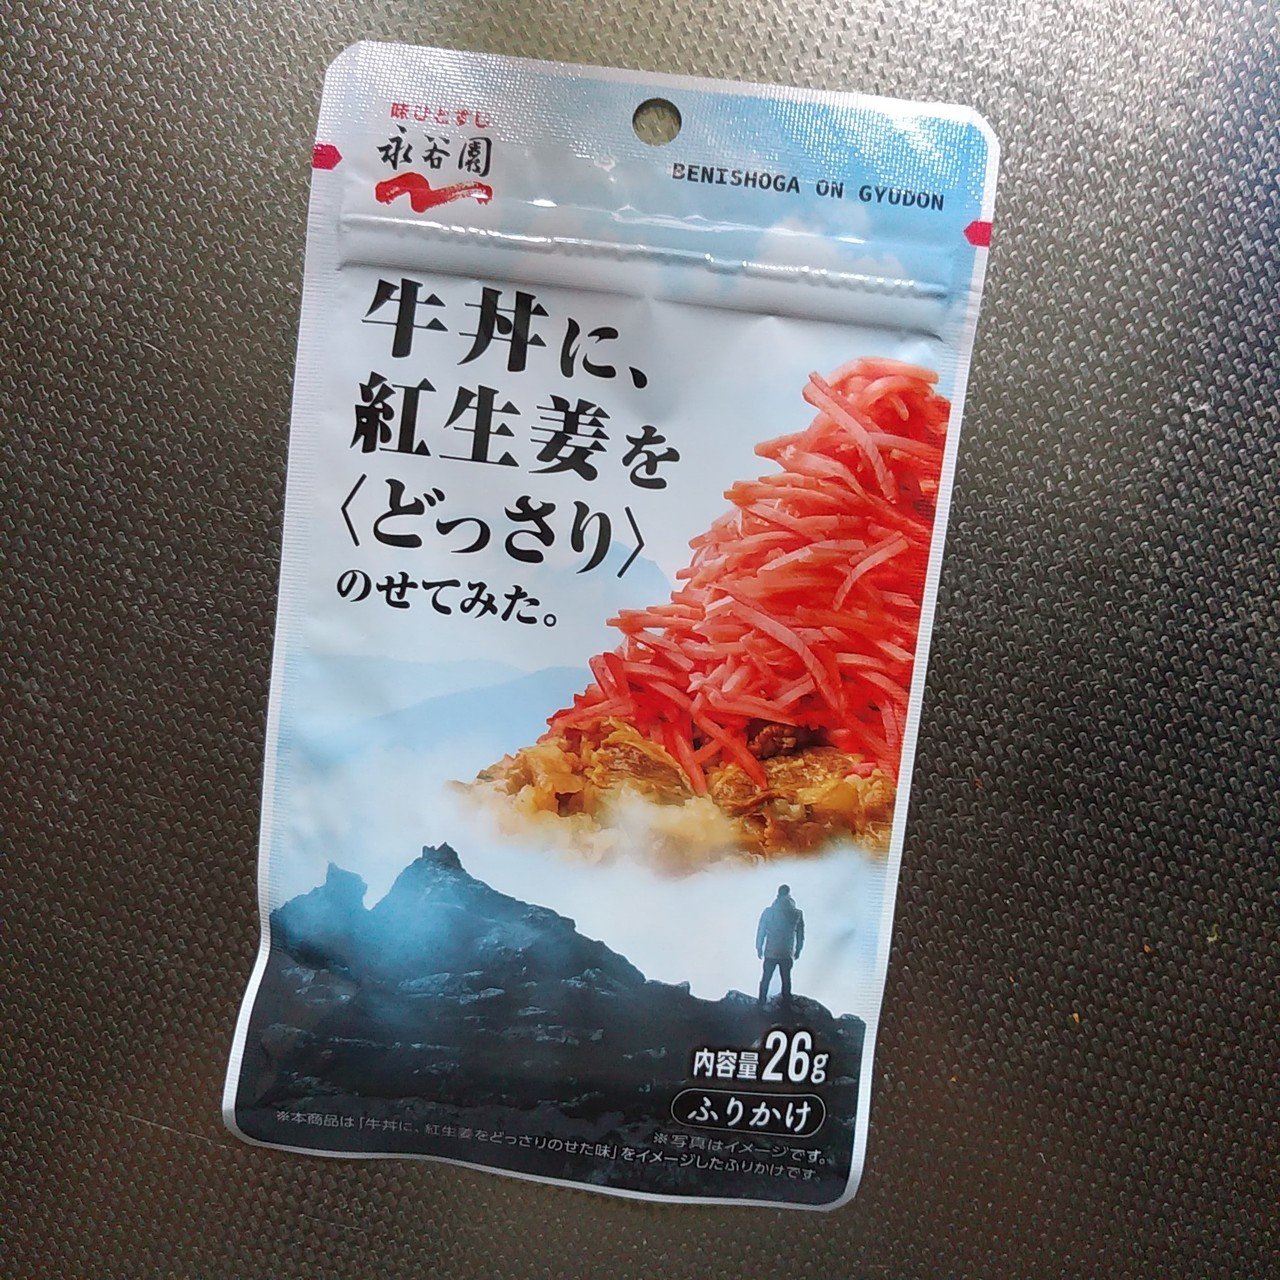 味ひとすじ
永谷園
BENISHOGA ON GYUDON
牛丼に、
紅生姜を
〈どっさり〉
のせてみた。
内容量26g
ふりかけ
※写真はイメージです。
※本商品は「牛丼に、紅生姜をどっさりのせた味」をイメージしたふりかけです。